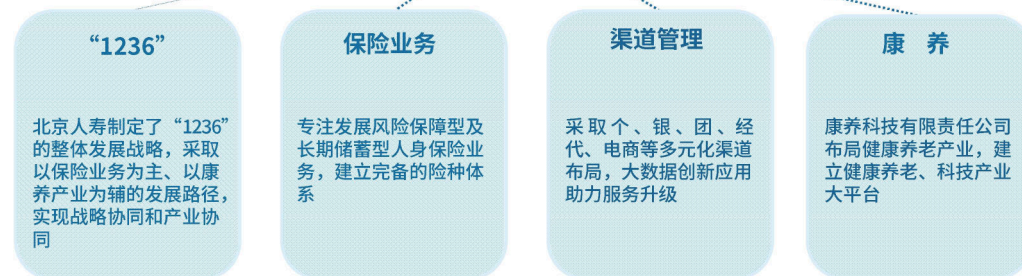 “1236”
北京人寿制定了“1236”
的整体发展战略，采取
以保险业务为主、以康
养产业为辅的发展路径，
实现战略协同和产业协
同
保险业务
专注发展风险保障型及
长期储蓄型人身保险业
务，建立完备的险种体
系
渠道管理
采取个、银、团、经
代、电商等多元化渠道
布局，大数据创新应用
助力服务升级
康 养
康养科技有限责任公司
布局健康养老产业，建
立健康养老、科技产业
大平台